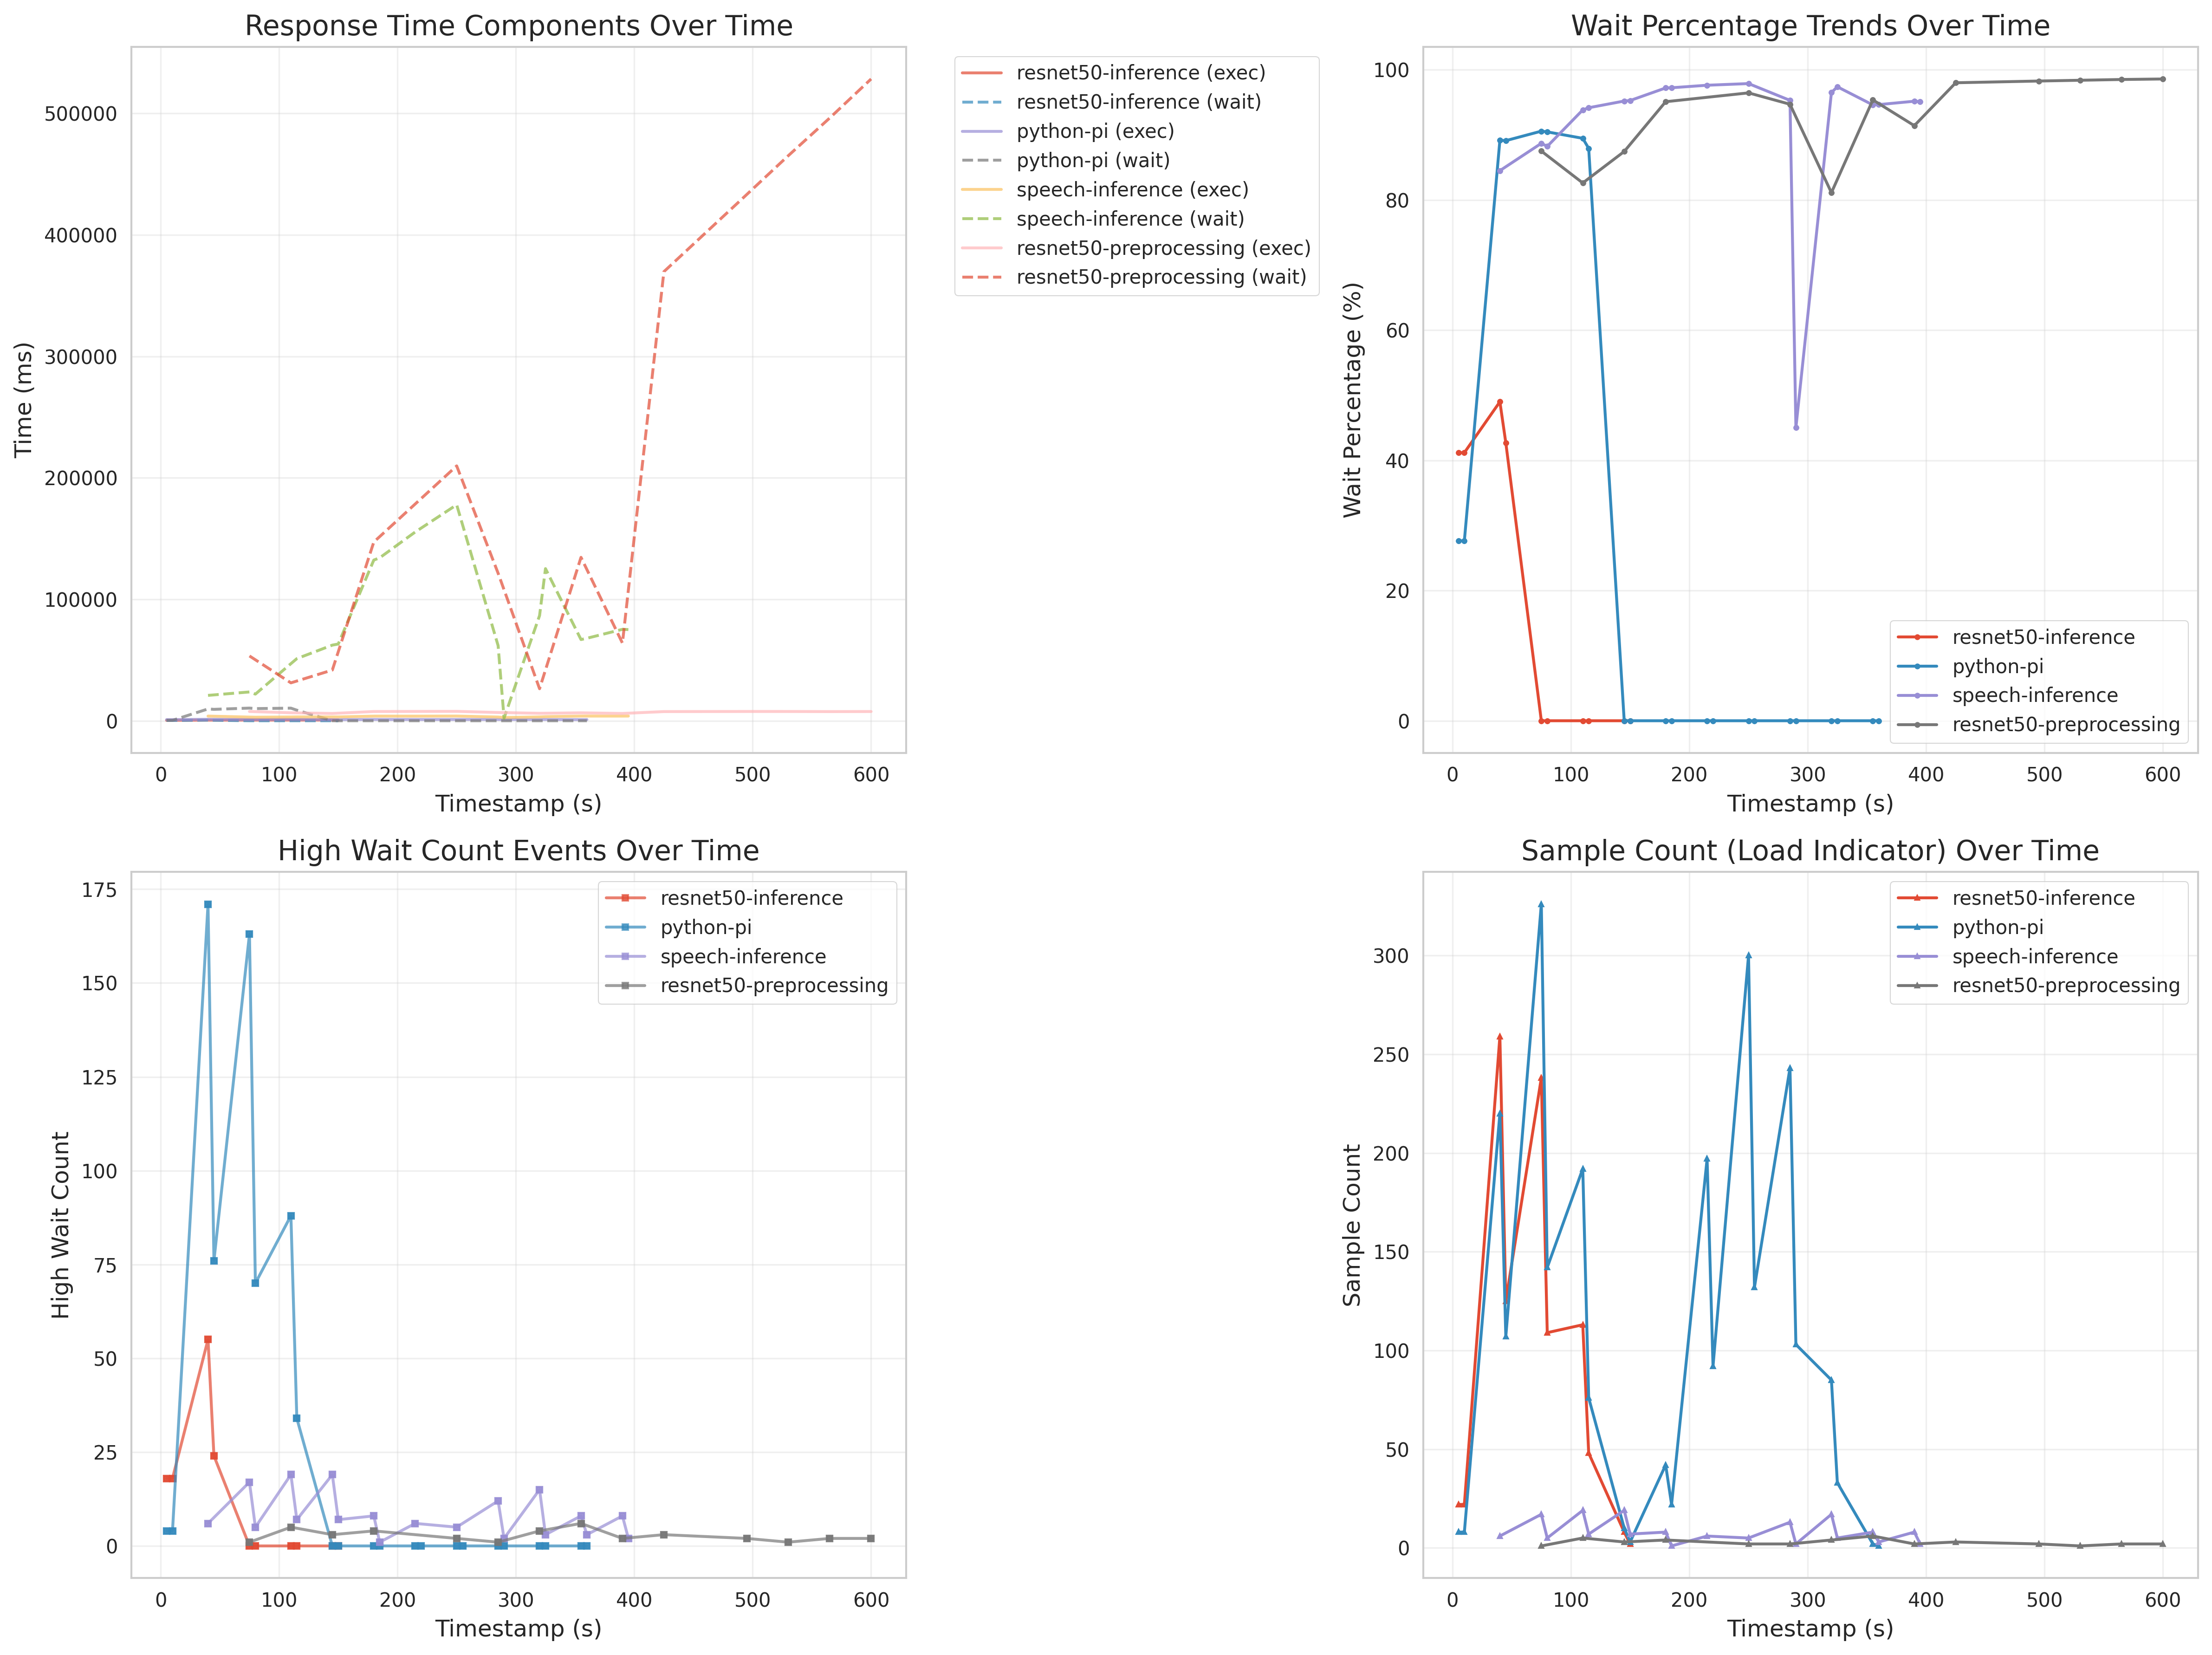 Response Time Components Over Time
Time (ms)
500000
400000
300000
200000
100000
0
0 100 200 300 400 500 600
Timestamp (s)
resnet50-inference (exec)
resnet50-inference (wait)
python-pi (exec)
python-pi (wait)
speech-inference (exec)
speech-inference (wait)
resnet50-preprocessing (exec)
resnet50-preprocessing (wait)
Wait Percentage Trends Over Time
Wait Percentage (%)
100
80
60
40
20
0
0 100 200 300 400 500 600
Timestamp (s)
resnet50-inference
python-pi
speech-inference
resnet50-preprocessing
High Wait Count Events Over Time
High Wait Count
175
150
125
100
75
50
25
0
0 100 200 300 400 500 600
Timestamp (s)
resnet50-inference
python-pi
speech-inference
resnet50-preprocessing
Sample Count (Load Indicator) Over Time
Sample Count
300
250
200
150
100
50
0
0 100 200 300 400 500 600
Timestamp (s)
resnet50-inference
python-pi
speech-inference
resnet50-preprocessing